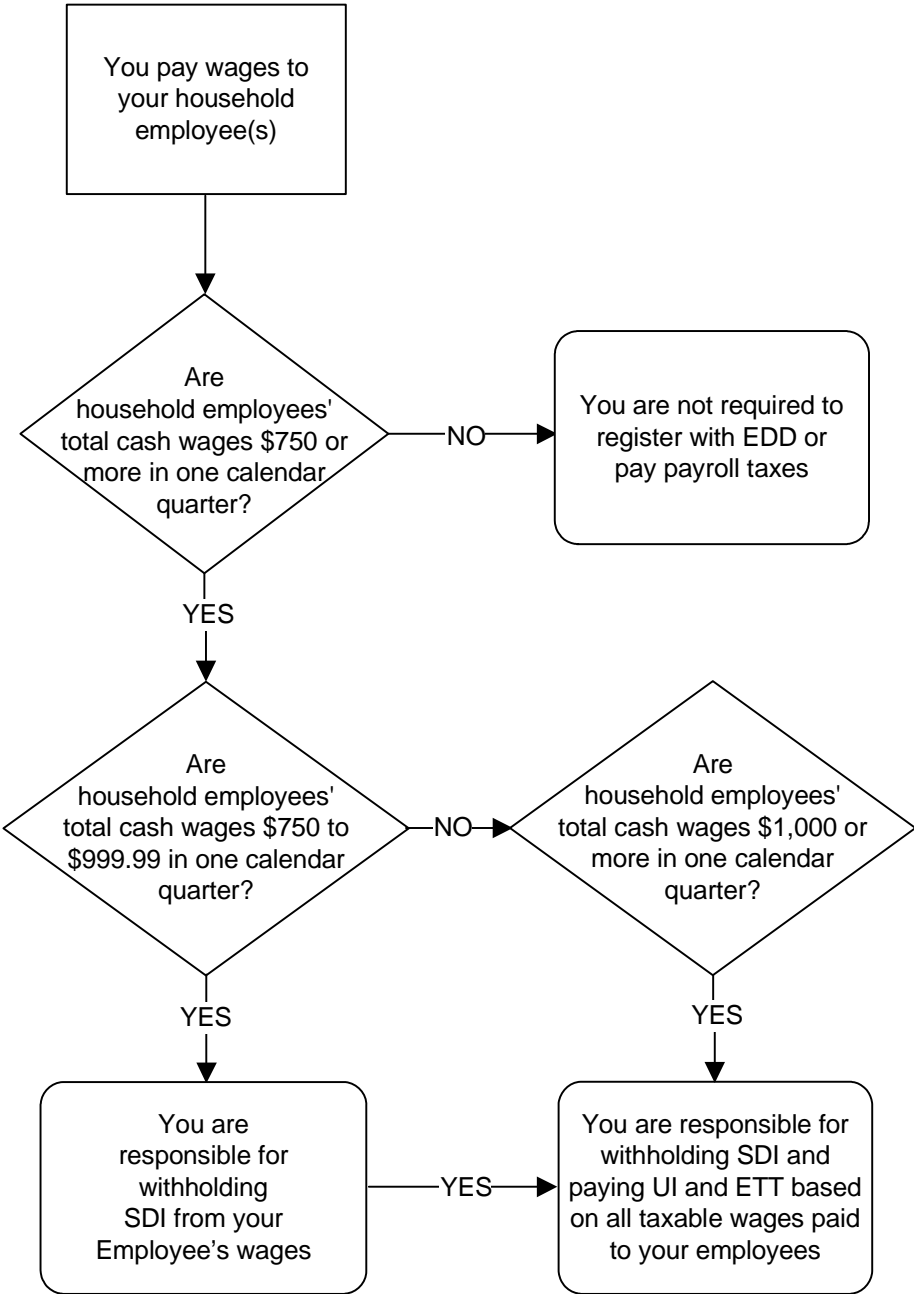 You pay wages to
your household
employee(s)
Are
household employees'
total cash wages $750 or
more in one calendar
quarter?
NO
You are not required to
register with EDD or
pay payroll taxes
YES
Are
household employees'
total cash wages $750 to
$999.99 in one calendar
quarter?
NO
Are
household employees'
total cash wages $1,000 or
more in one calendar
quarter?
YES
YES
You are
responsible for
withholding
SDI from your
Employee’s wages
YES
You are responsible for
withholding SDI and
paying UI and ETT based
on all taxable wages paid
to your employees